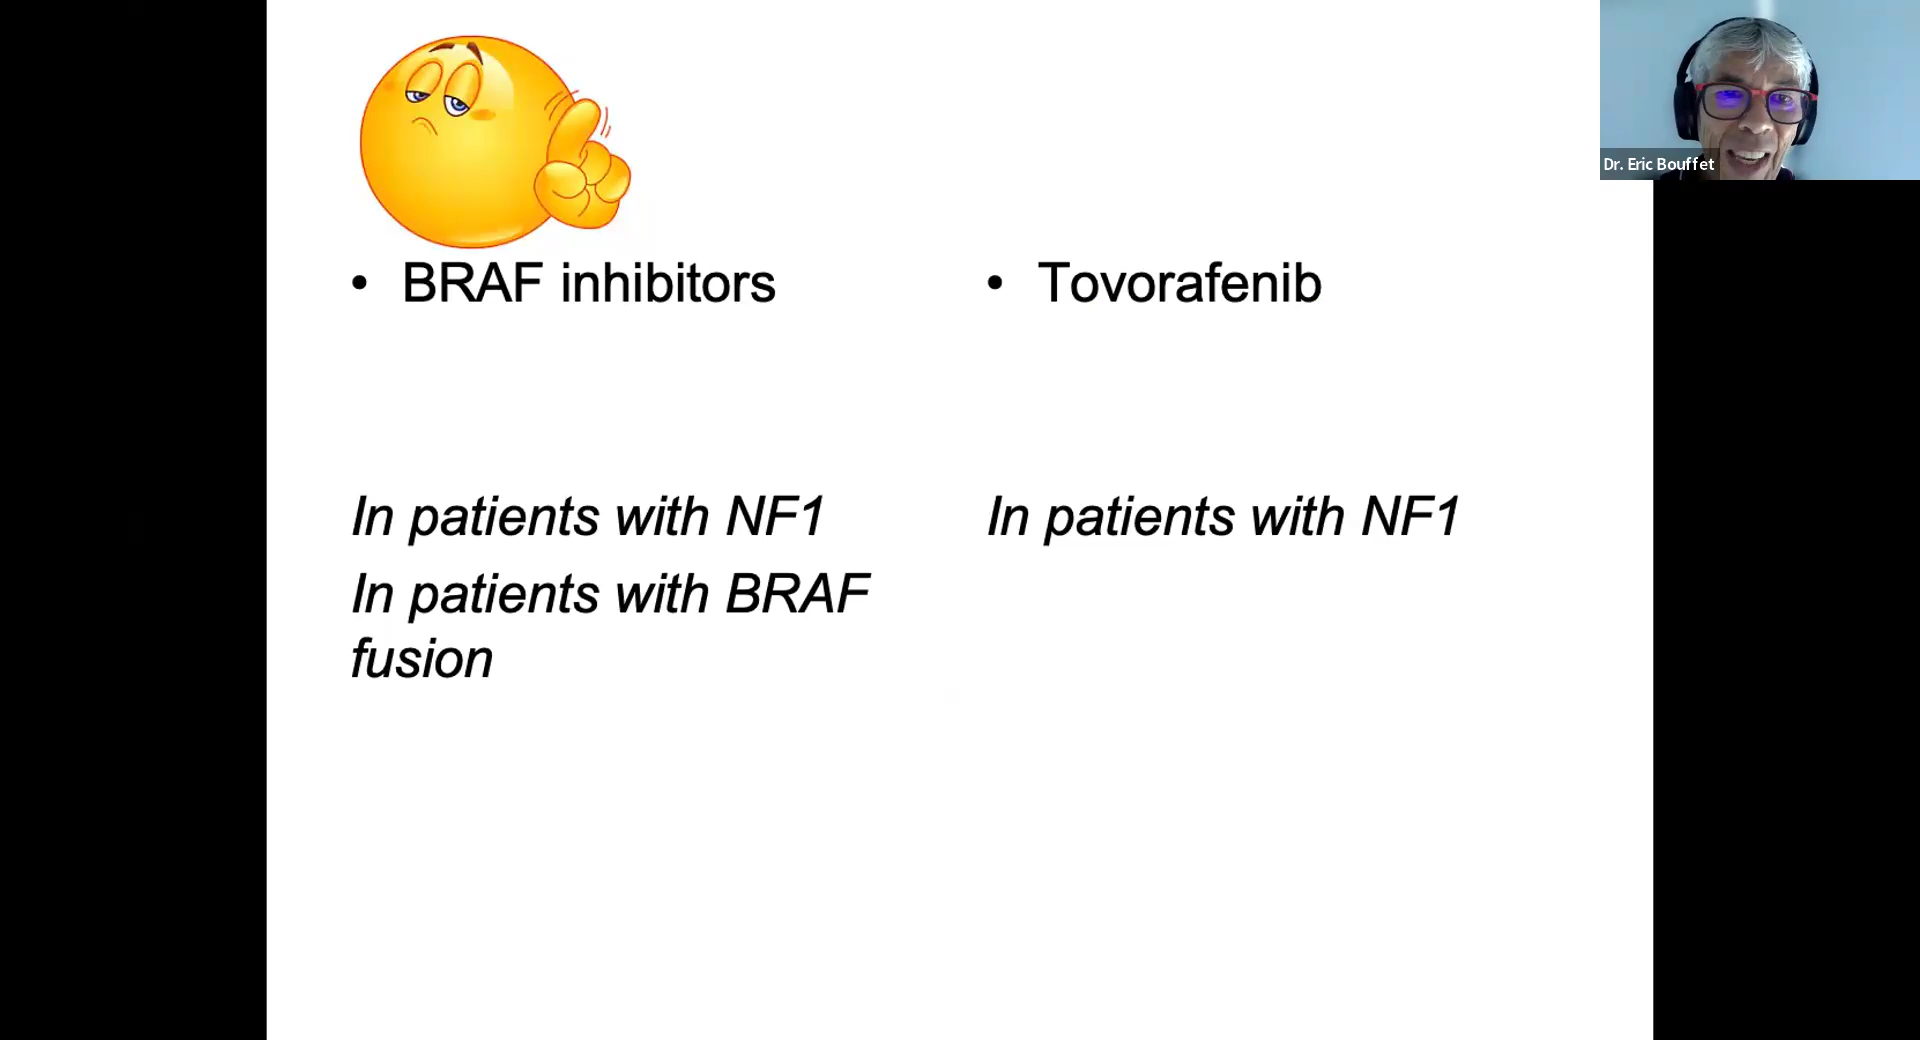 Dr. Eric Bouffet
• BRAF inhibitors
In patients with NF1
In patients with BRAF
fusion
• Tovorafenib
In patients with NF1